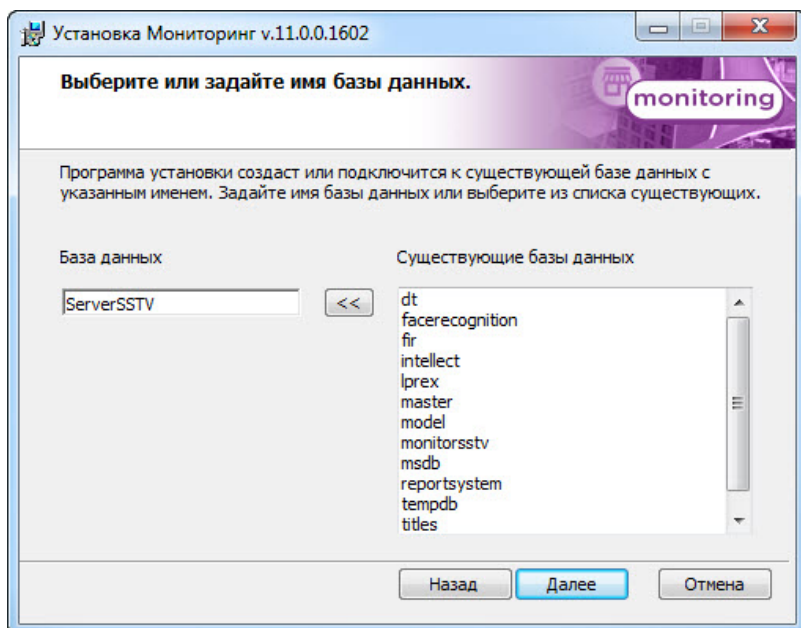 Установка Мониторинг v.11.0.0.1602
Выберите или задайте имя базы данных.
monitoring
Программа установки создаст или подключится к существующей базе данных с
указанным именем. Задайте имя базы данных или выберите из списка существующих.
База данных
Существующие базы данных
ServerSSTV
<<
dt
facerecognition
fir
intellect
lprex
master
model
monitorsstv
msdb
reportsystem
tempdb
titles
Назад
Далее
Отмена